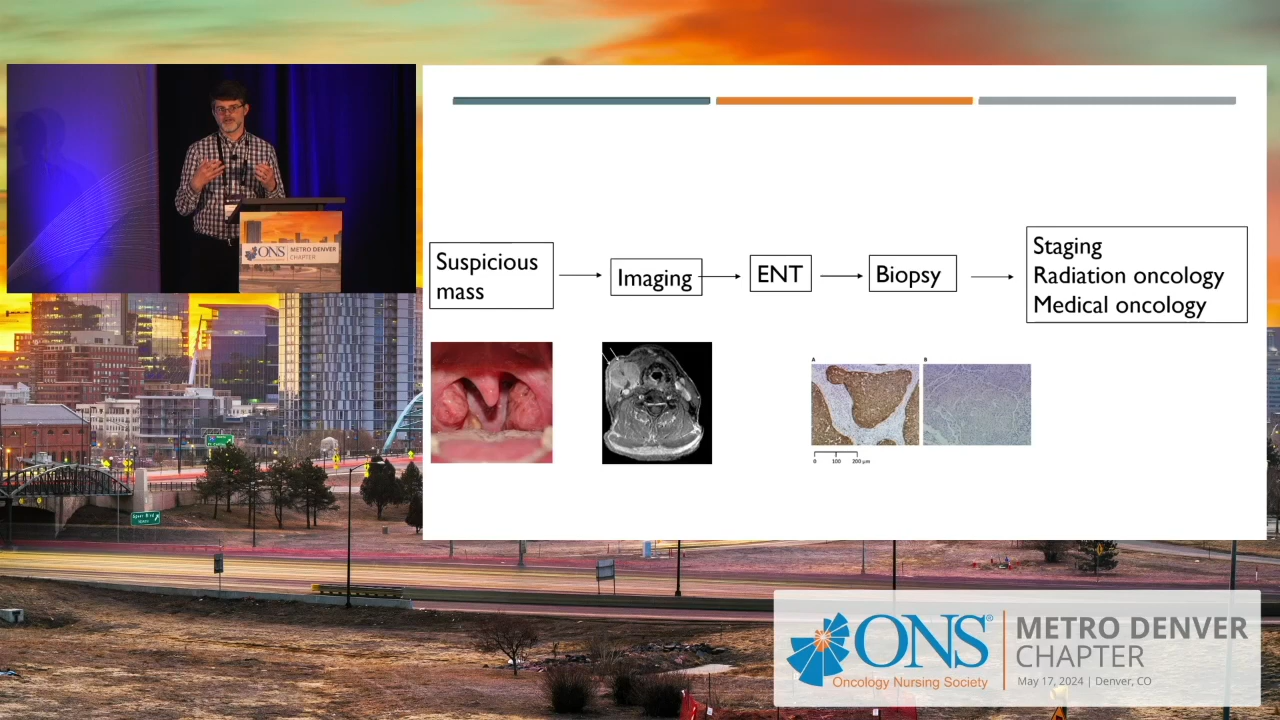 Suspicious
mass
Imaging
ENT
Biopsy
Staging
Radiation oncology
Medical oncology
A
B
0 100 200 µm
ONS METRO DENVER
CHAPTER
ONS®
Oncology Nursing Society
METRO DENVER
CHAPTER
May 17, 2024 | Denver, CO